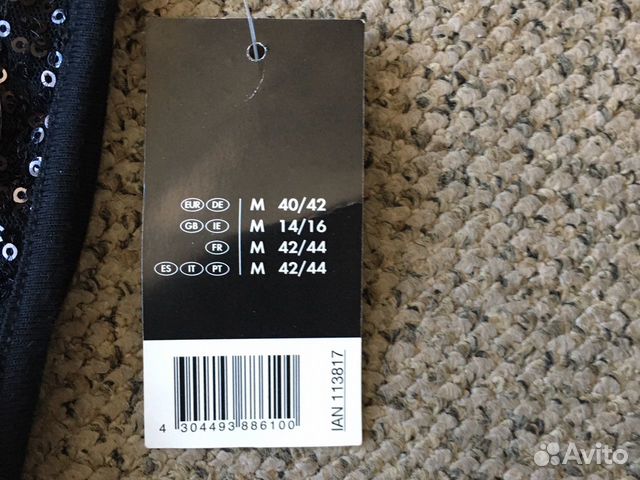 EUR DE M 40/42
GB IE M 14/16
FR M 42/44
ES IT PT M 42/44
4 304493 886100
IAN 113817
Avito